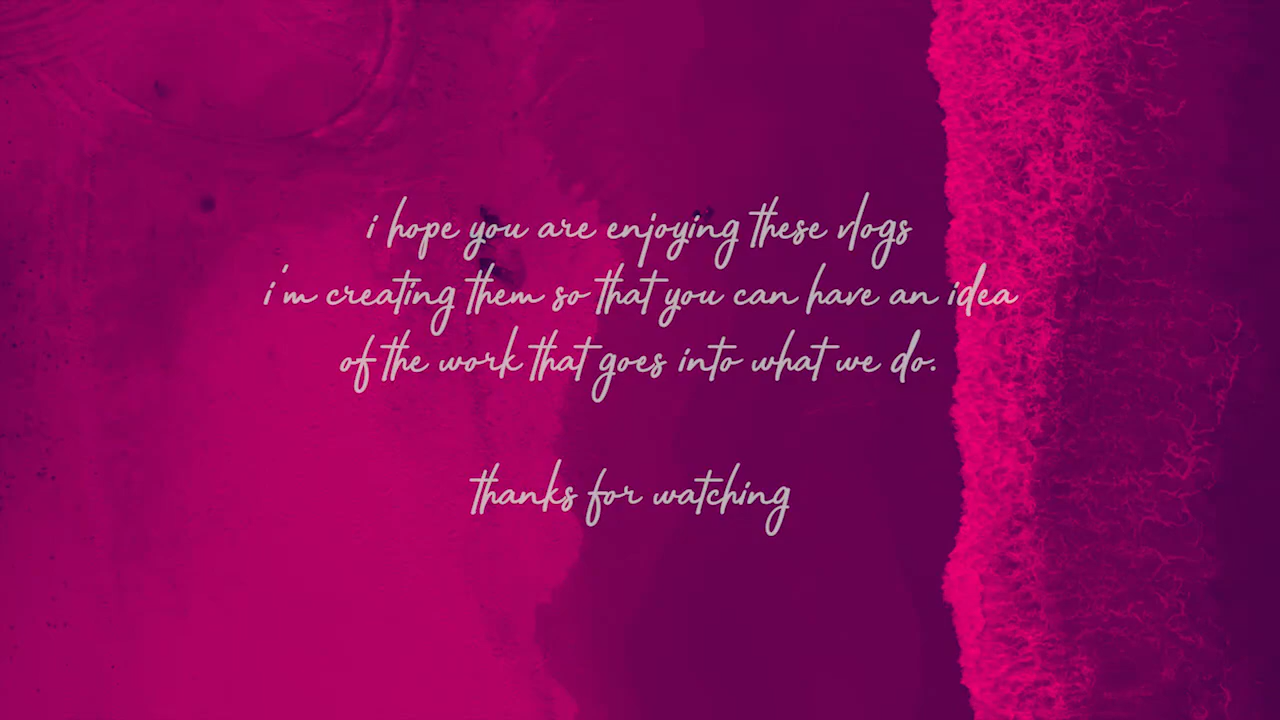 i hope you are enjoying these vlogs
i'm creating them so that you can have an idea
of the work that goes into what we do.
thanks for watching